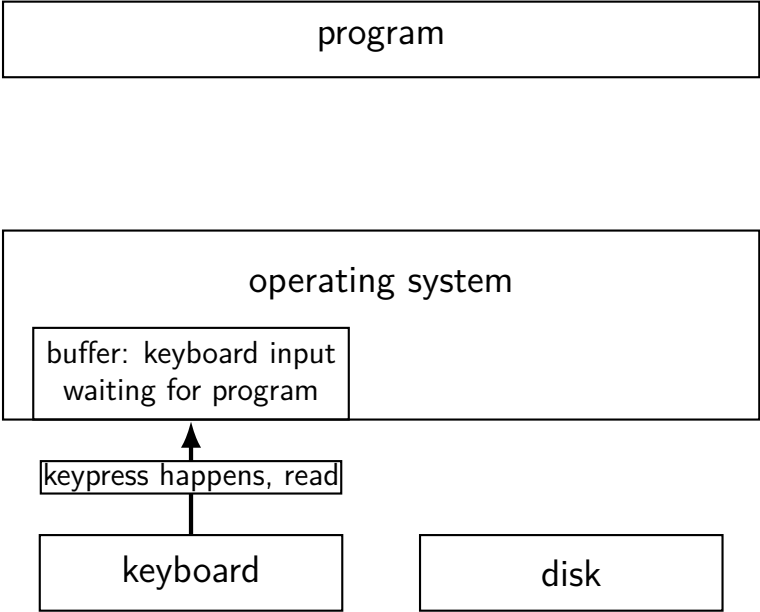 program
operating system
buffer: keyboard input
waiting for program
keypress happens, read
keyboard
disk